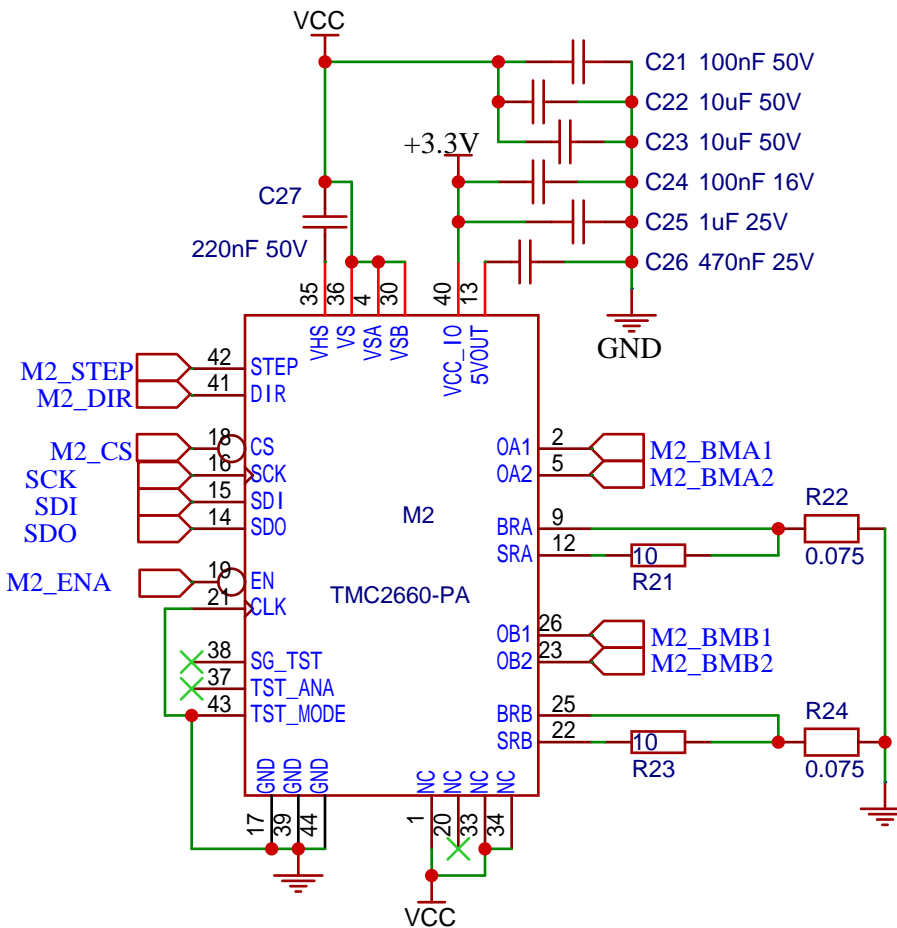 VCC
C21 100nF 50V
C22 10uF 50V
C23 10uF 50V
+3.3V
C24 100nF 16V
C27
C25 1uF 25V
220nF 50V
C26 470nF 25V
35 36 4 30 40 13
VHS VS VSA VSB VCC_IO 5VOUT
GND
M2_STEP 42 STEP
M2_DIR 41 DIR
M2_CS 18 CS
SCK 16 SCK
SDI 15 SDI
SDO 14 SDO
M2_ENA 19 EN
21 CLK
38 SG_TST
37 TST_ANA
43 TST_MODE
M2
TMC2660-PA
OA1 2 M2_BMA1
OA2 5 M2_BMA2
R22
BRA 9
0.075
SRA 12 10
R21
OB1 26 M2_BMB1
OB2 23 M2_BMB2
R24
BRB 25
0.075
SRB 22 10
R23
GND GND GND NC NC NC NC
17 39 44 1 20 33 34
VCC